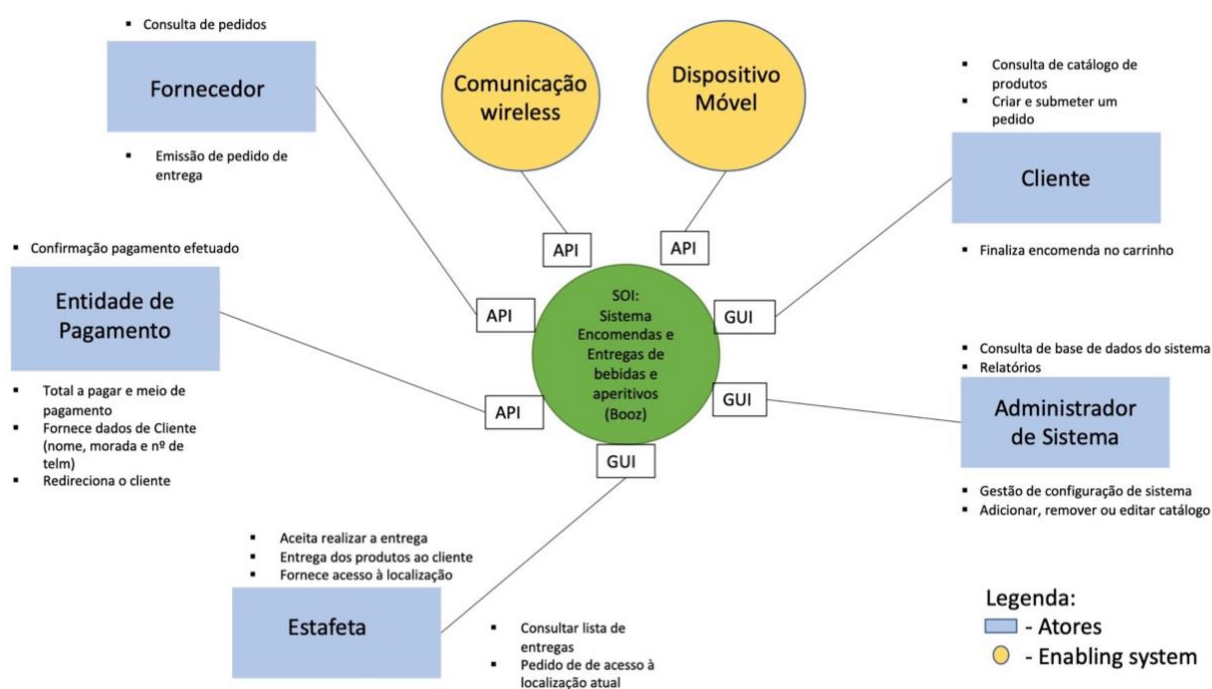 ▪ Consulta de pedidos
Fornecedor
▪ Emissão de pedido de
entrega
Comunicação
wireless
Dispositivo
Móvel
▪ Consulta de catálogo de
produtos
▪ Criar e submeter um
pedido
Cliente
▪ Finaliza encomenda no carrinho
▪ Confirmação pagamento efetuado
Entidade de
Pagamento
▪ Total a pagar e meio de
pagamento
▪ Fornece dados de Cliente
(nome, morada e nº de
telm)
▪ Redireciona o cliente
API
API
API
API
GUI
GUI
GUI
SOI:
Sistema
Encomendas e
Entregas de
bebidas e
aperitivos
(Booz)
▪ Consulta de base de dados do sistema
▪ Relatórios
Administrador
de Sistema
▪ Gestão de configuração de sistema
▪ Adicionar, remover ou editar catálogo
▪ Aceita realizar a entrega
▪ Entrega dos produtos ao cliente
▪ Fornece acesso à localização
Estafeta
▪ Consultar lista de
entregas
▪ Pedido de de acesso à
localização atual
Legenda:
- Atores
- Enabling system